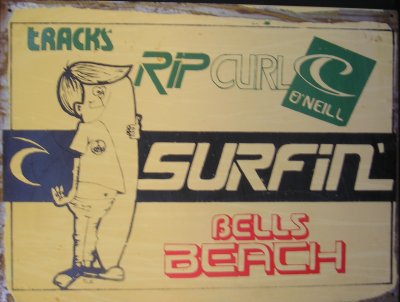 tRACKS
RIP CURL
O'NEILL
SURFiN'
BELLS
BEACH